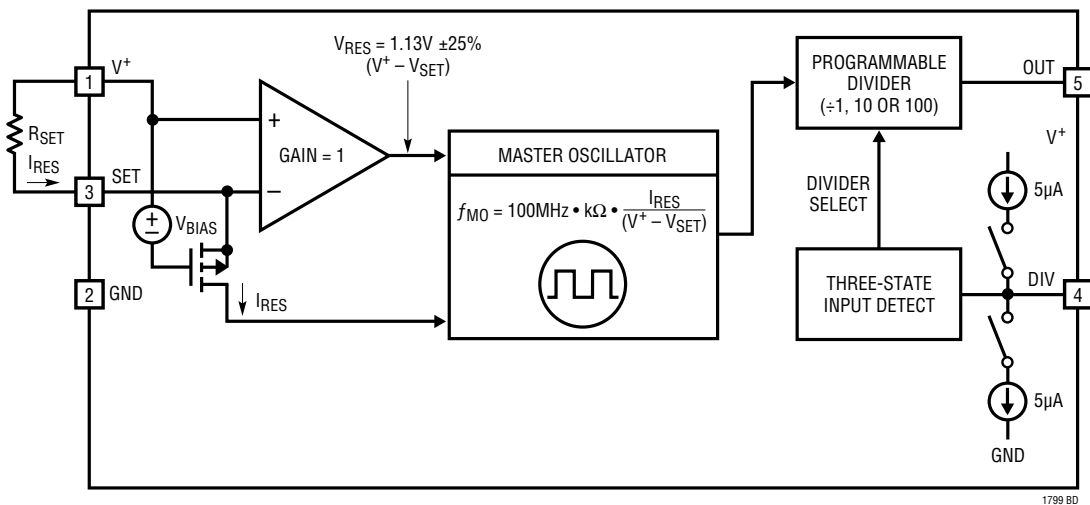 V_RES = 1.13V ±25%
(V⁺ – V_SET)
1
V⁺
R_SET
I_RES
3
SET
+
–
GAIN = 1
+
–
V_BIAS
2
GND
I_RES
MASTER OSCILLATOR
ƒ_MO = 100MHz • kΩ • I_RES / (V⁺ – V_SET)
PROGRAMMABLE
DIVIDER
(÷1, 10 OR 100)
OUT
5
V⁺
5µA
DIVIDER
SELECT
THREE-STATE
INPUT DETECT
DIV
4
5µA
GND
1799 BD